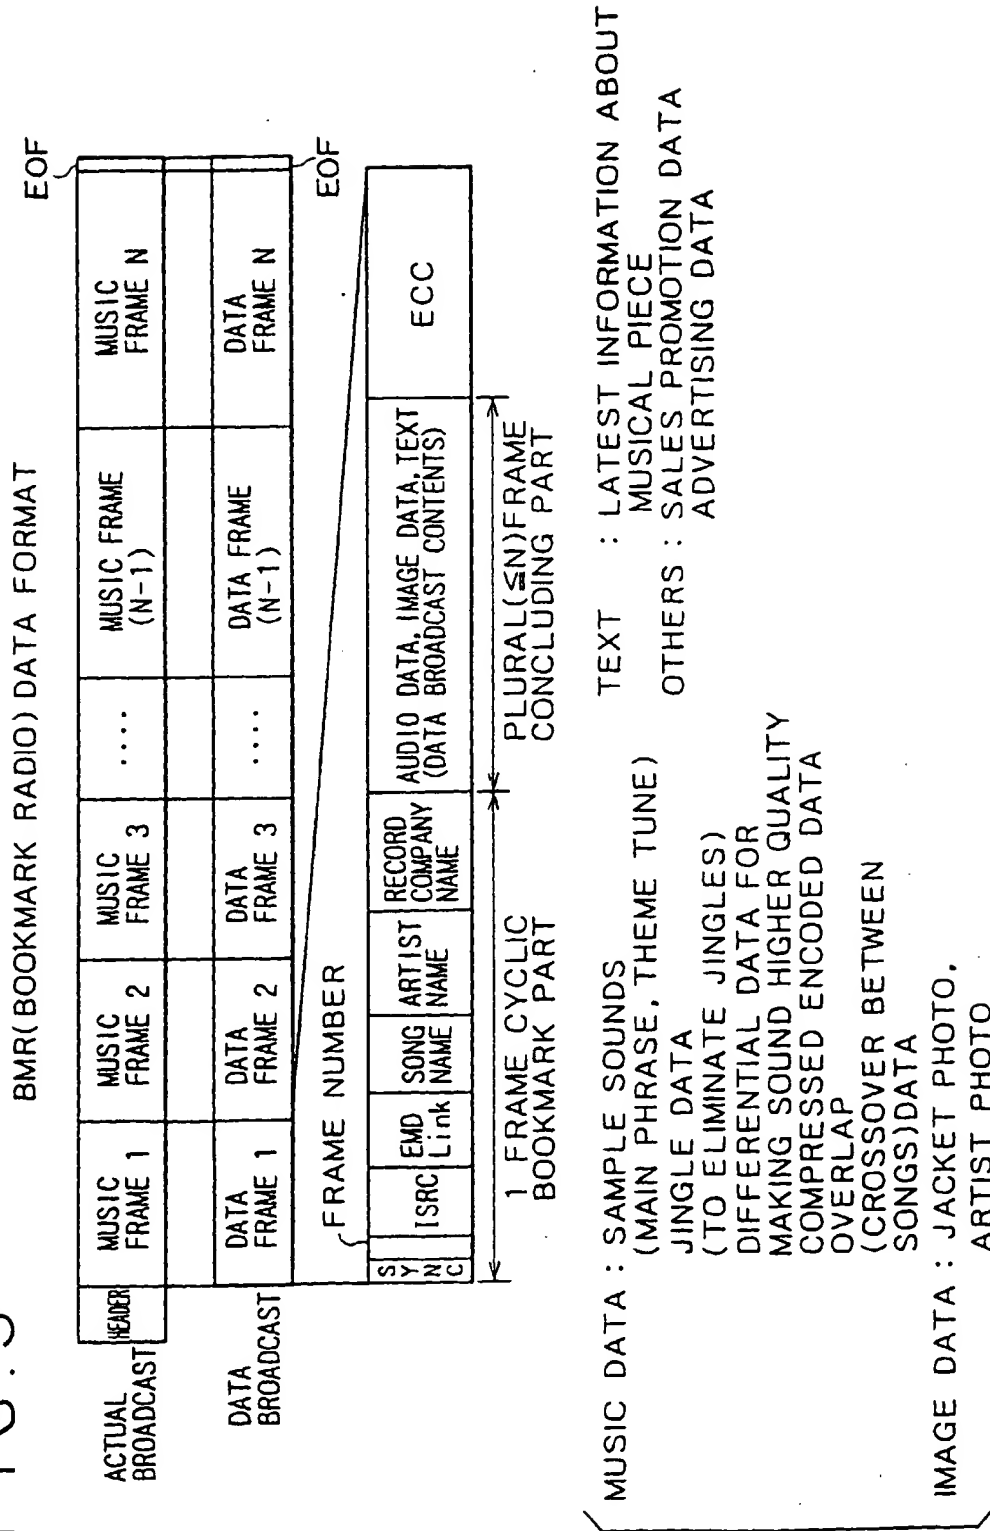 BMR(BOOKMARK RADIO) DATA FORMAT
EOF
ACTUAL
BROADCAST
HEADER
MUSIC
FRAME 1
MUSIC
FRAME 2
MUSIC
FRAME 3
....
MUSIC FRAME
(N-1)
MUSIC
FRAME N
DATA
BROADCAST
DATA
FRAME 1
DATA
FRAME 2
DATA
FRAME 3
....
DATA FRAME
(N-1)
DATA
FRAME N
EOF
FRAME NUMBER
SYNC
ISRC
EMD
Link
SONG
NAME
ARTIST
NAME
RECORD
COMPANY
NAME
AUDIO DATA, IMAGE DATA, TEXT
(DATA BROADCAST CONTENTS)
ECC
1 FRAME CYCLIC
BOOKMARK PART
PLURAL(≦N)FRAME
CONCLUDING PART
MUSIC DATA : SAMPLE SOUNDS
(MAIN PHRASE, THEME TUNE)
JINGLE DATA
(TO ELIMINATE JINGLES)
DIFFERENTIAL DATA FOR
MAKING SOUND HIGHER QUALITY
COMPRESSED ENCODED DATA
OVERLAP
(CROSSOVER BETWEEN
SONGS)DATA
IMAGE DATA : JACKET PHOTO,
ARTIST PHOTO
TEXT : LATEST INFORMATION ABOUT
MUSICAL PIECE
OTHERS : SALES PROMOTION DATA
ADVERTISING DATA